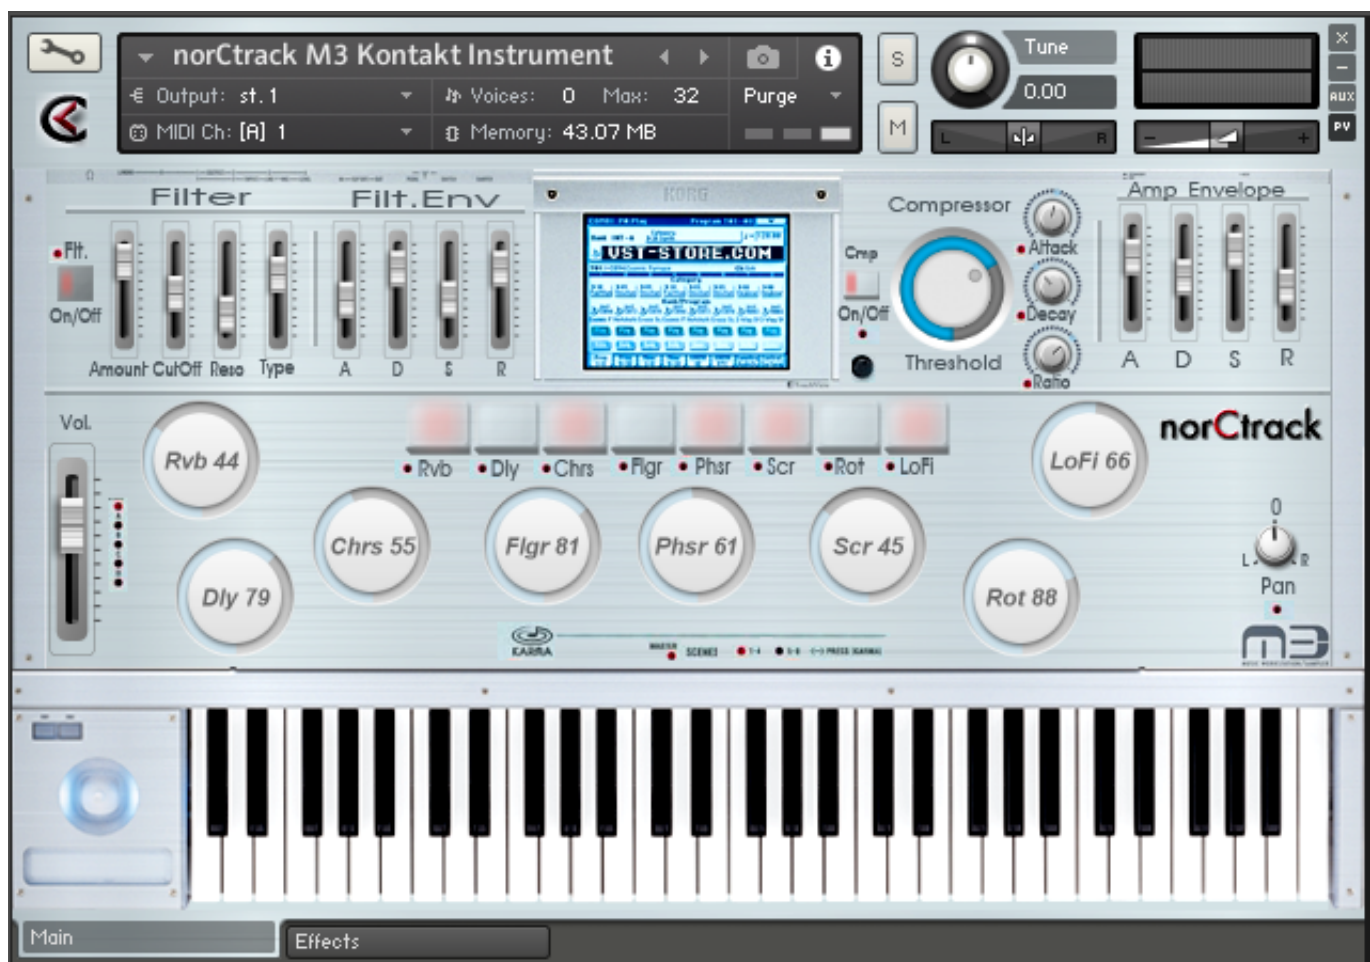 norCtrack M3 Kontakt Instrument
i
S
Tune
X
−
Output: st.1
Voices: 0 Max: 32
Purge
0.00
AUX
MIDI Ch: [A] 1
Memory: 43.07 MB
M
L
R
− +
PV
Filter
Filt.Env
KORG
Compressor
Amp Envelope
Flt.
On/Off
VST-STORE.COM
Cmp
On/Off
Attack
Decay
Ratio
Threshold
Amount CutOff Reso Type
A D S R
A D S R
Vol.
Rvb 44
Rvb Dly Chrs Flgr Phsr Scr Rot LoFi
LoFi 66
norCtrack
Chrs 55
Flgr 81
Phsr 61
Scr 45
0
L R
Pan
Dly 79
Rot 88
KARMA
MASTER
SCENES
M3
Main
Effects